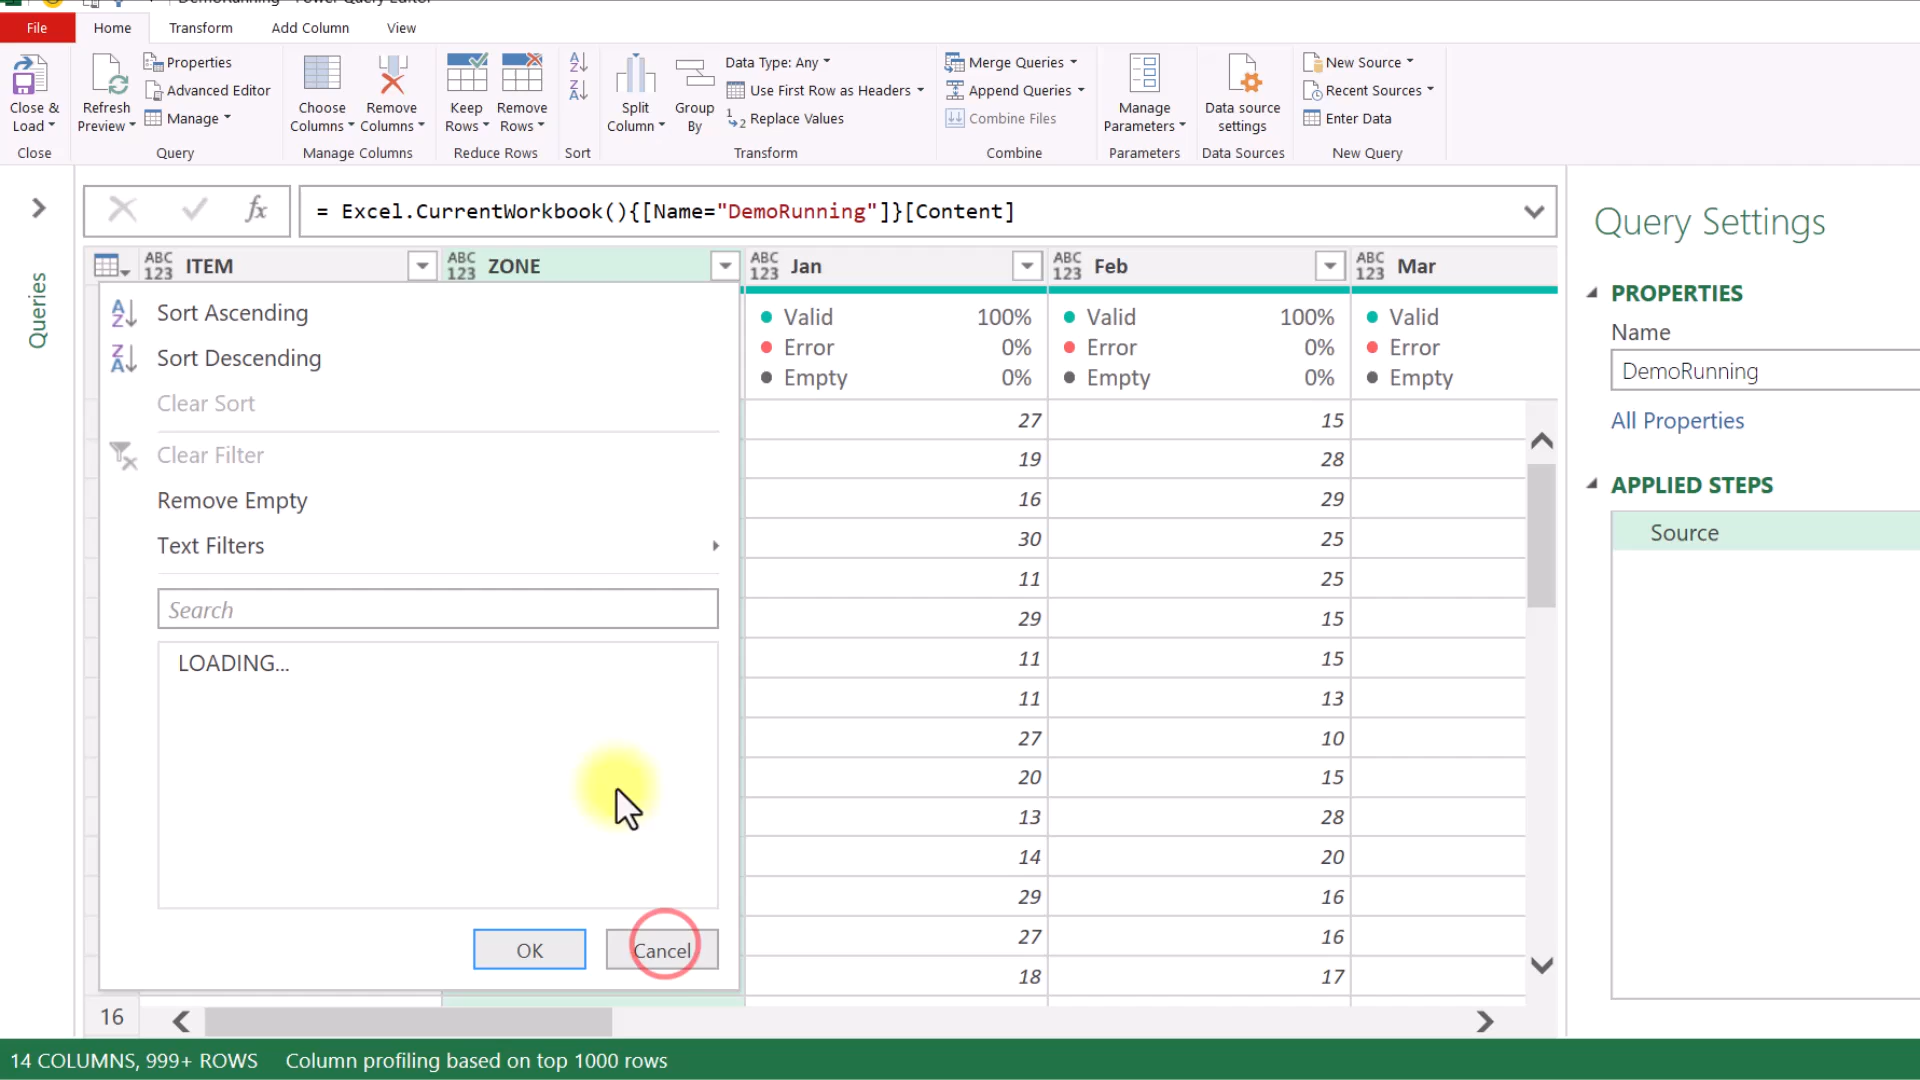 DemoRunning - Power Query Editor
File Home Transform Add Column View
Close & Load
Refresh Preview
Properties
Advanced Editor
Manage
Choose Columns
Remove Columns
Keep Rows
Remove Rows
Split Column
Group By
Data Type: Any
Use First Row as Headers
Replace Values
Merge Queries
Append Queries
Combine Files
Manage Parameters
Data source settings
New Source
Recent Sources
Enter Data
Close Query Manage Columns Reduce Rows Sort Transform Combine Parameters Data Sources New Query
fx = Excel.CurrentWorkbook(){[Name="DemoRunning"]}[Content]
Queries
ABC 123 ITEM ABC 123 ZONE ABC 123 Jan ABC 123 Feb ABC 123 Mar
Sort Ascending
Sort Descending
Clear Sort
Clear Filter
Remove Empty
Text Filters
Search
LOADING...
OK Cancel
Valid 100% Valid 100% Valid
Error 0% Error 0% Error
Empty 0% Empty 0% Empty
27 15
19 28
16 29
30 25
11 25
29 15
11 15
11 13
27 10
20 15
13 28
14 20
29 16
27 16
18 17
16
Query Settings
PROPERTIES
Name
DemoRunning
All Properties
APPLIED STEPS
Source
14 COLUMNS, 999+ ROWS Column profiling based on top 1000 rows